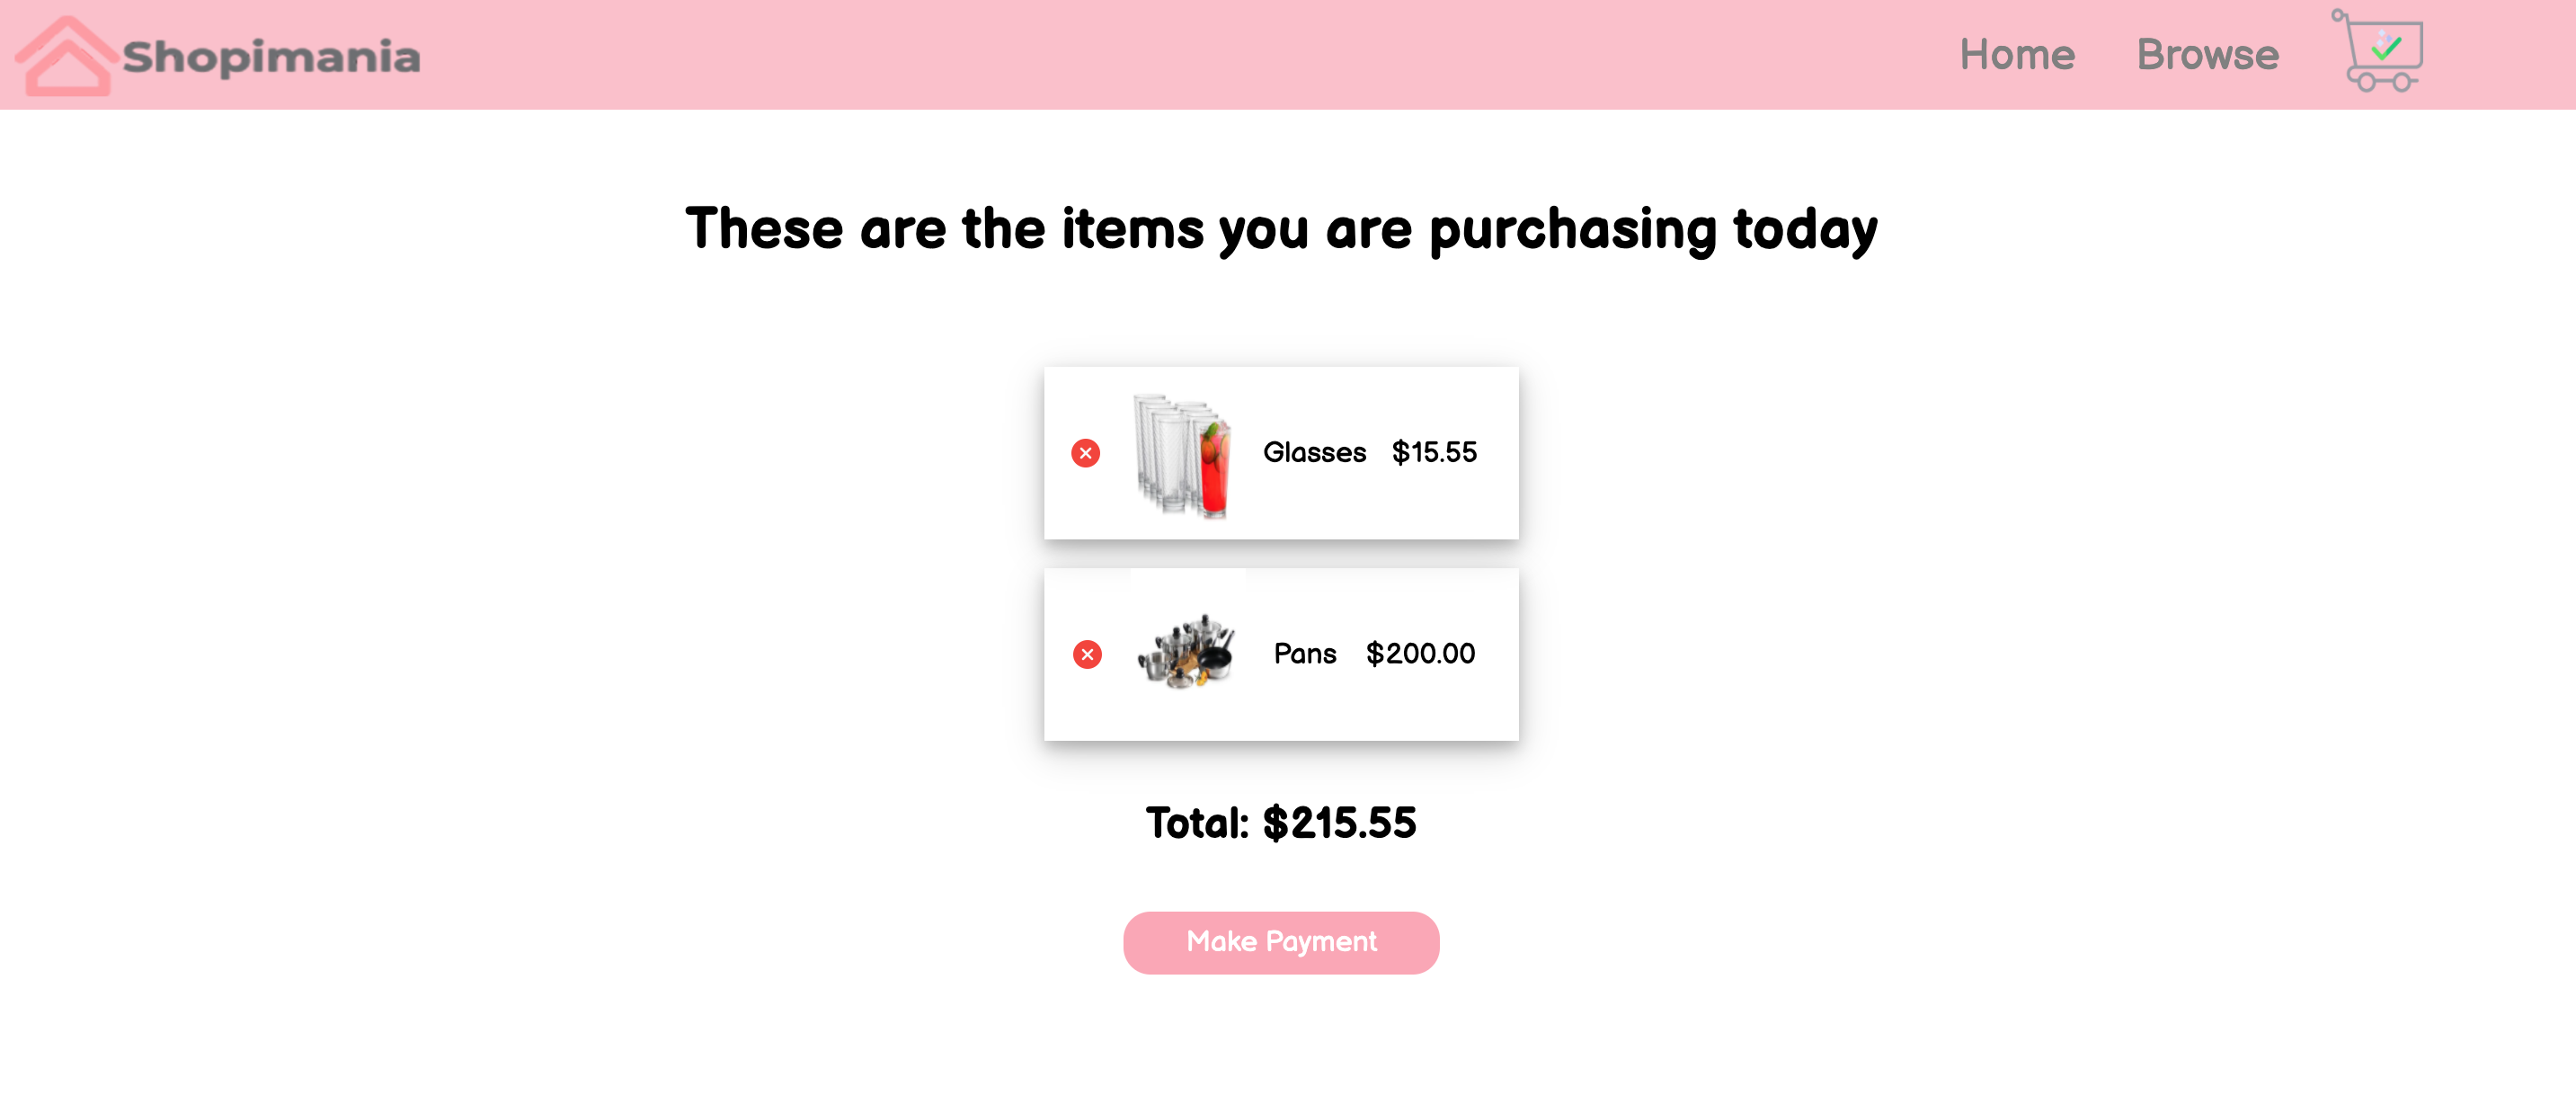 Shopimania
Home Browse
These are the items you are purchasing today
Glasses $15.55
Pans $200.00
Total: $215.55
Make Payment